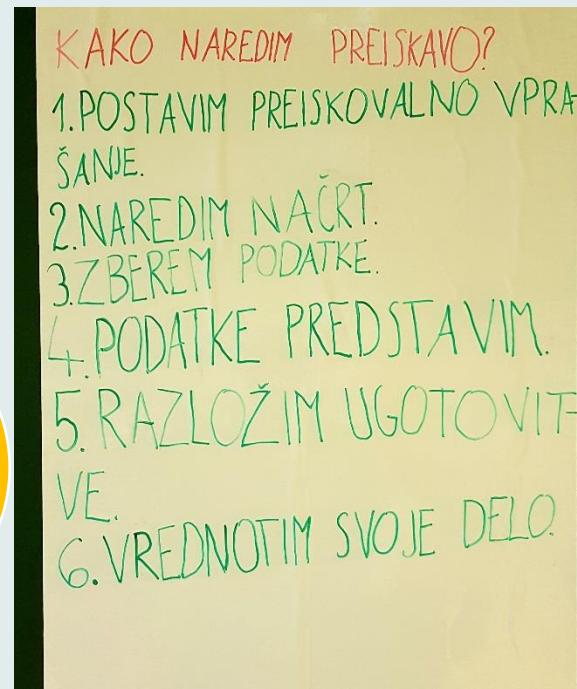 KAKO NAREDIM PREISKAVO?
1. POSTAVIM PREISKOVALNO VPRA-
ŠANJE.
2. NAREDIM NAČRT.
3. ZBEREM PODATKE.
4. PODATKE PREDSTAVIM.
5. RAZLOŽIM UGOTOVIT-
VE.
6. VREDNOTIM SVOJE DELO.